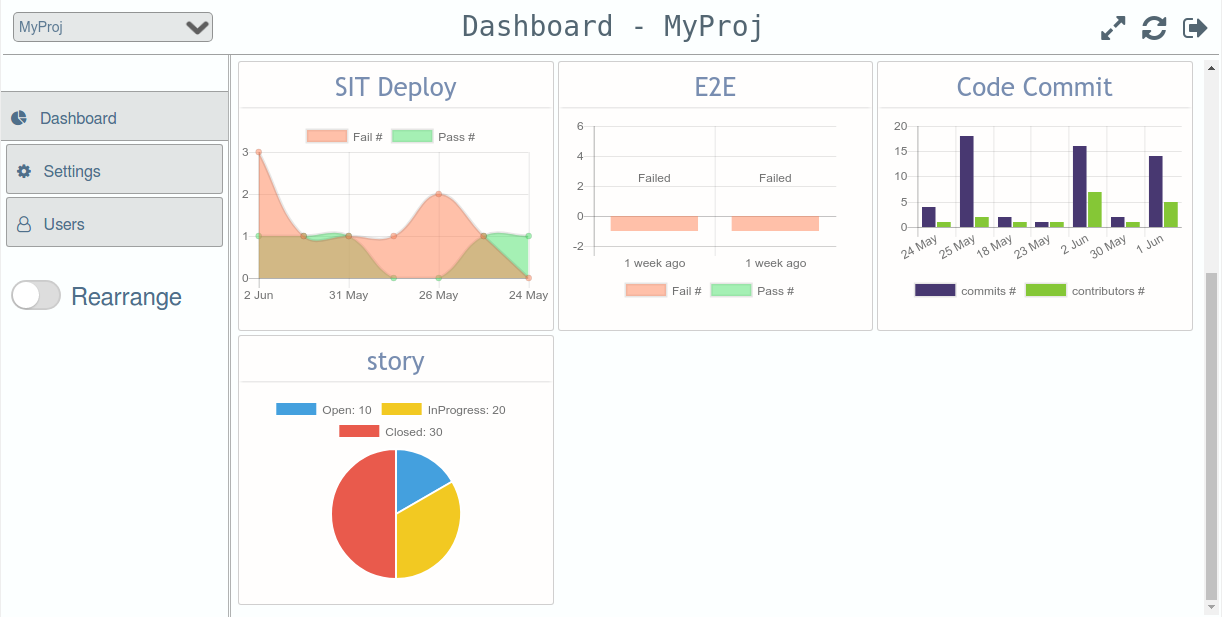 MyProj
Dashboard - MyProj
Dashboard
Settings
Users
Rearrange
SIT Deploy
Fail # Pass #
3
2
1
0
2 Jun 31 May 26 May 24 May
E2E
6
4
Failed Failed
2
0
-2
1 week ago 1 week ago
Fail # Pass #
Code Commit
20
15
10
5
0
24 May 25 May 18 May 23 May 2 Jun 30 May 1 Jun
commits # contributors #
story
Open: 10 InProgress: 20
Closed: 30